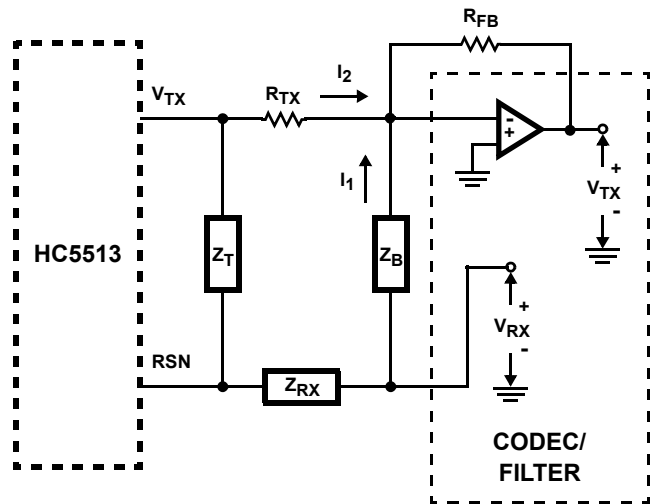 R_FB
V_TX
R_TX
I_2
-
+
I_1
+
V_TX
-
HC5513
Z_T
Z_B
+
V_RX
-
RSN
Z_RX
CODEC/
FILTER